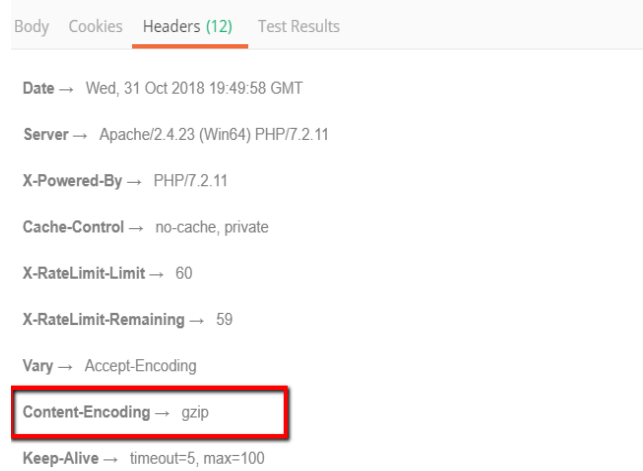 Body Cookies Headers (12) Test Results
Date → Wed, 31 Oct 2018 19:49:58 GMT
Server → Apache/2.4.23 (Win64) PHP/7.2.11
X-Powered-By → PHP/7.2.11
Cache-Control → no-cache, private
X-RateLimit-Limit → 60
X-RateLimit-Remaining → 59
Vary → Accept-Encoding
Content-Encoding → gzip
Keep-Alive → timeout=5, max=100